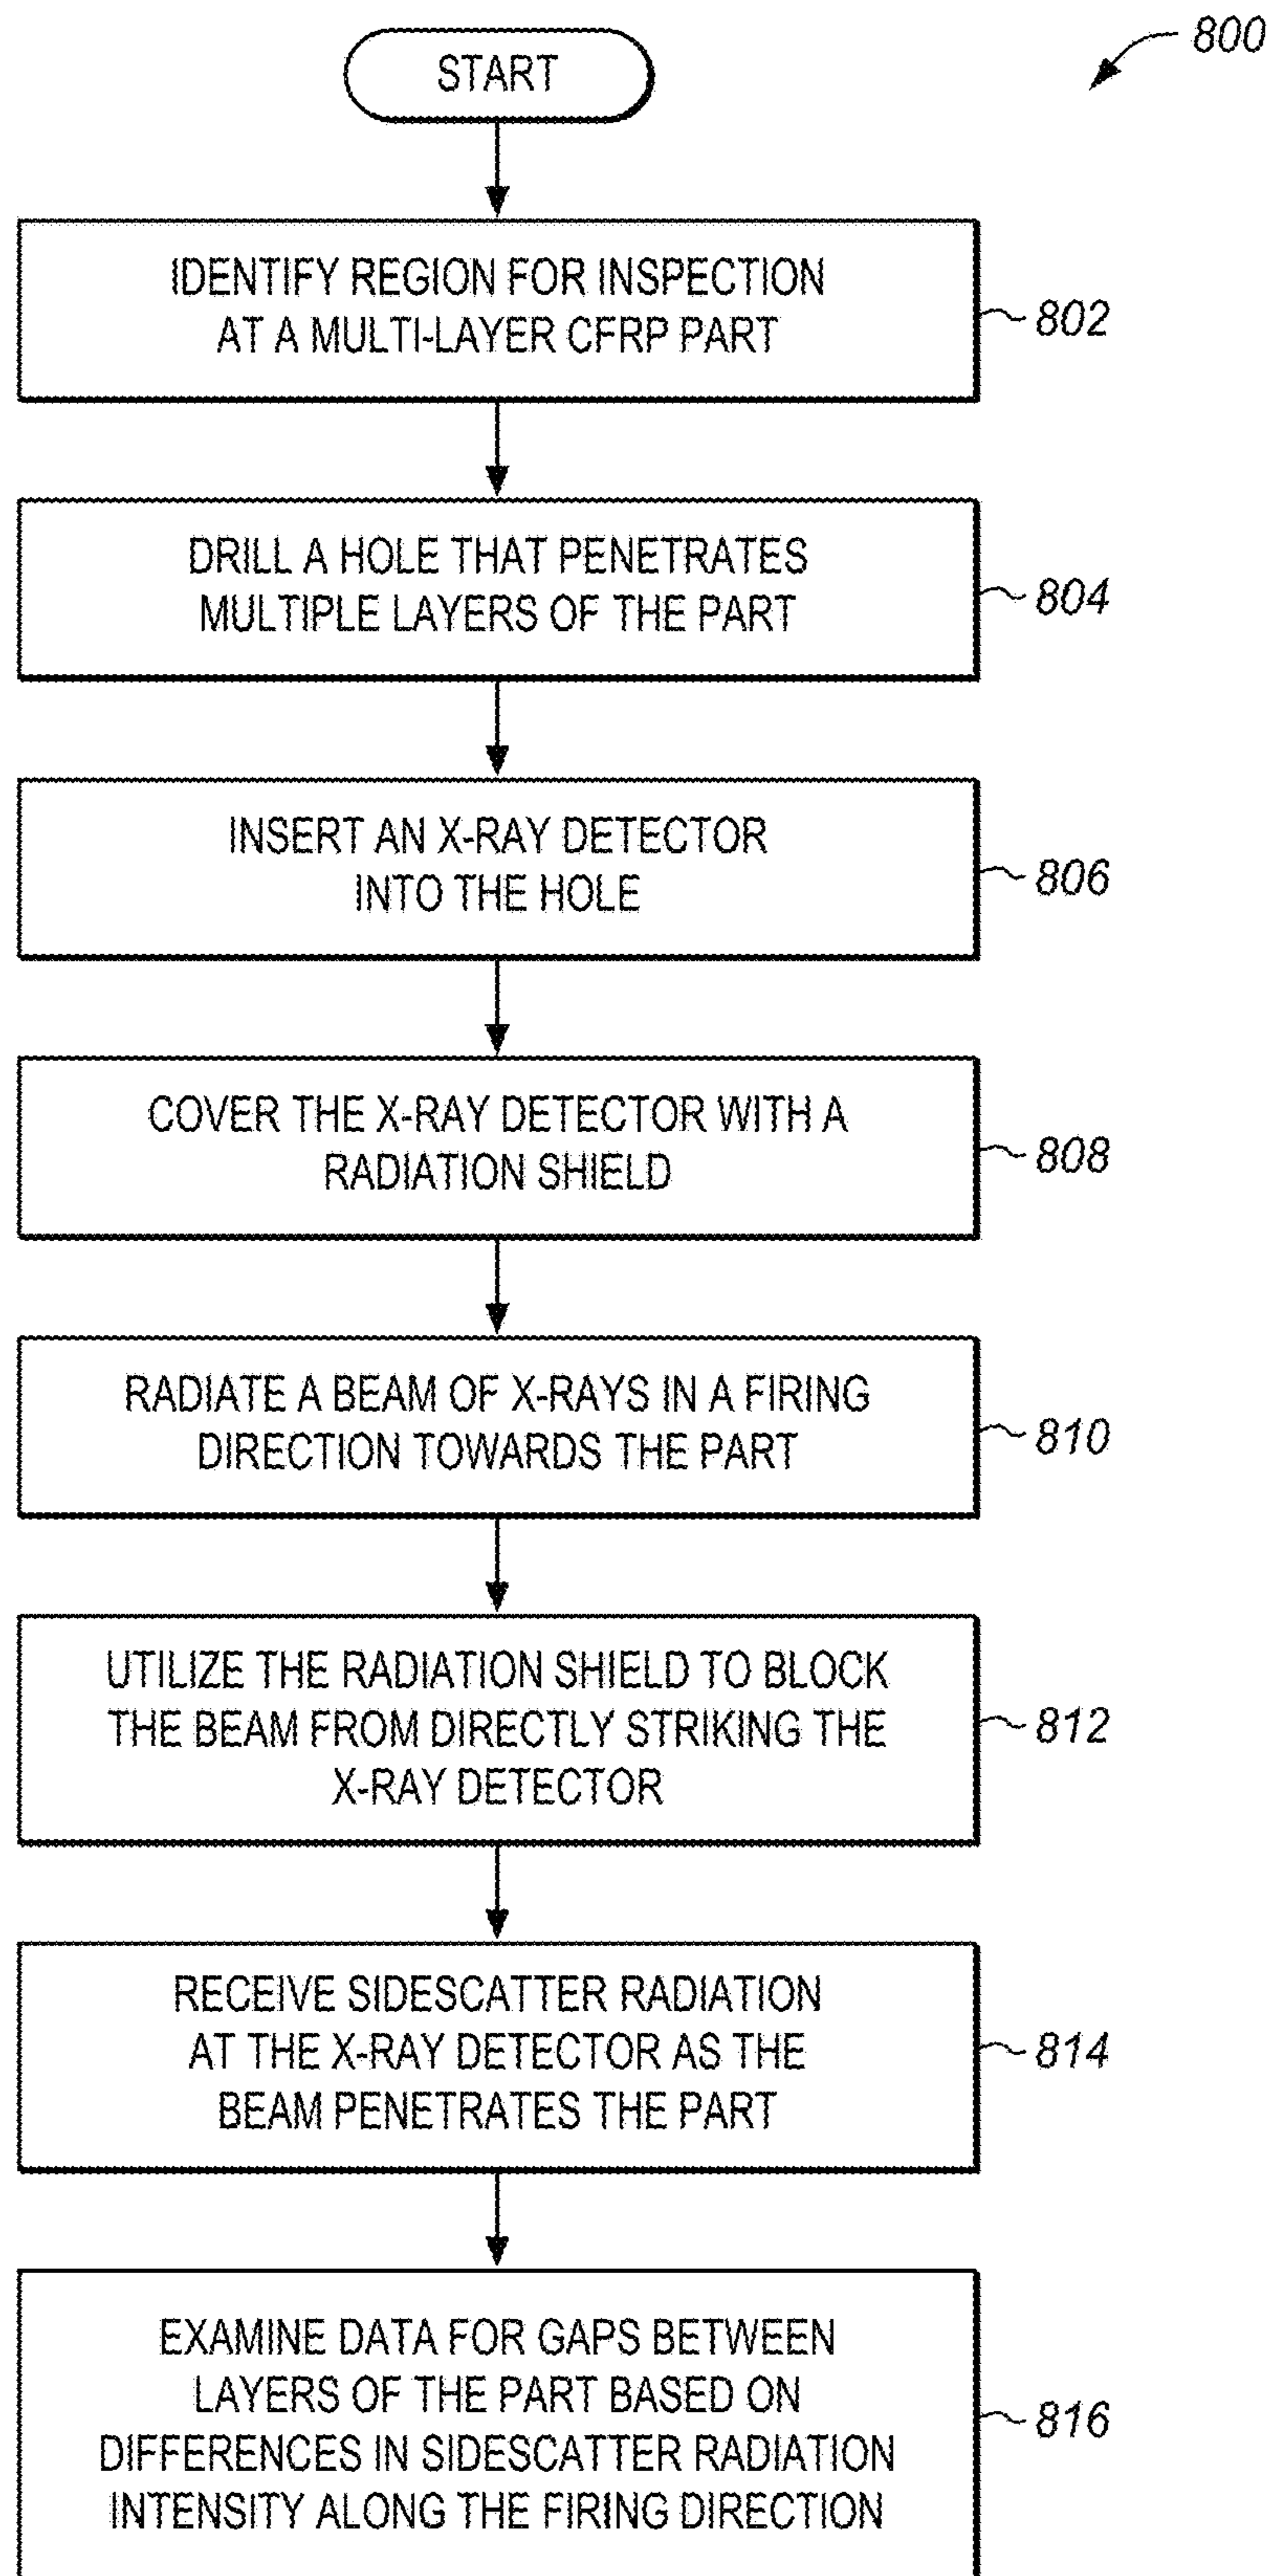 800
START
IDENTIFY REGION FOR INSPECTION
AT A MULTI-LAYER CFRP PART
802
DRILL A HOLE THAT PENETRATES
MULTIPLE LAYERS OF THE PART
804
INSERT AN X-RAY DETECTOR
INTO THE HOLE
806
COVER THE X-RAY DETECTOR WITH A
RADIATION SHIELD
808
RADIATE A BEAM OF X-RAYS IN A FIRING
DIRECTION TOWARDS THE PART
810
UTILIZE THE RADIATION SHIELD TO BLOCK
THE BEAM FROM DIRECTLY STRIKING THE
X-RAY DETECTOR
812
RECEIVE SIDESCATTER RADIATION
AT THE X-RAY DETECTOR AS THE
BEAM PENETRATES THE PART
814
EXAMINE DATA FOR GAPS BETWEEN
LAYERS OF THE PART BASED ON
DIFFERENCES IN SIDESCATTER RADIATION
INTENSITY ALONG THE FIRING DIRECTION
816